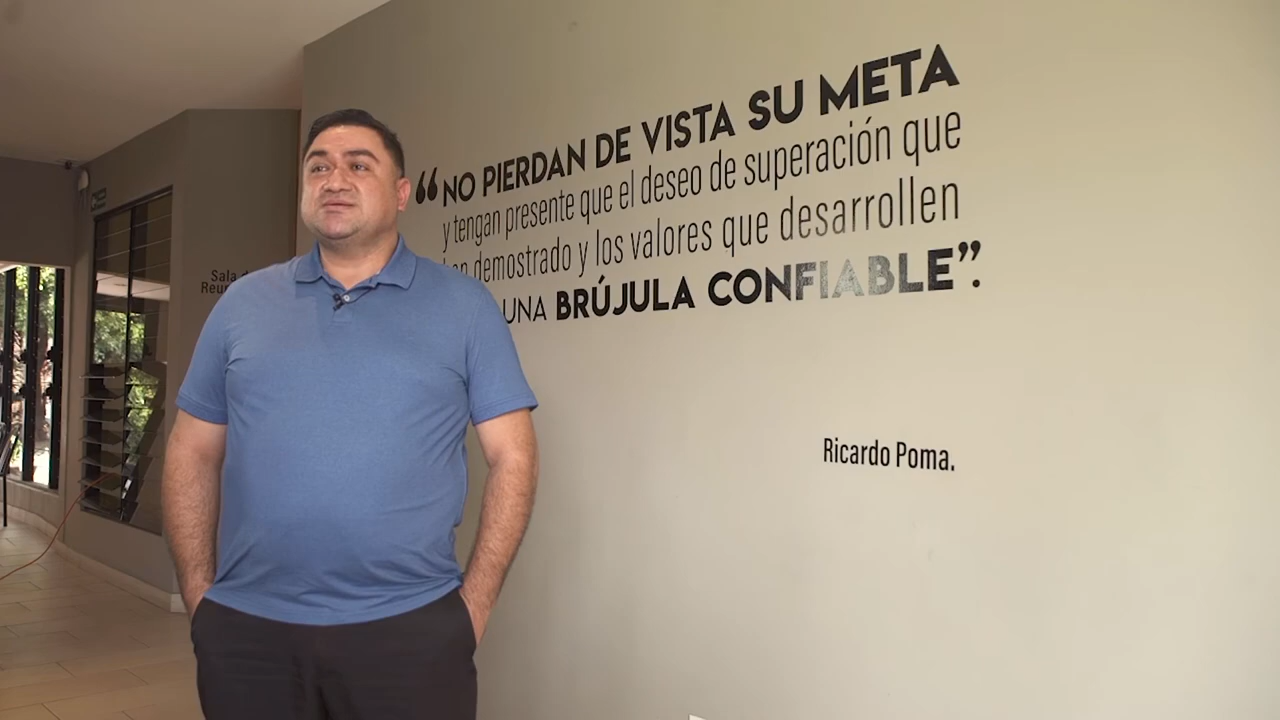 Sala de
“NO PIERDAN DE VISTA SU META
y tengan presente que el deseo de superación que
demostrado y los valores que desarrollen
UNA BRÚJULA CONFIABLE”.
Ricardo Poma.